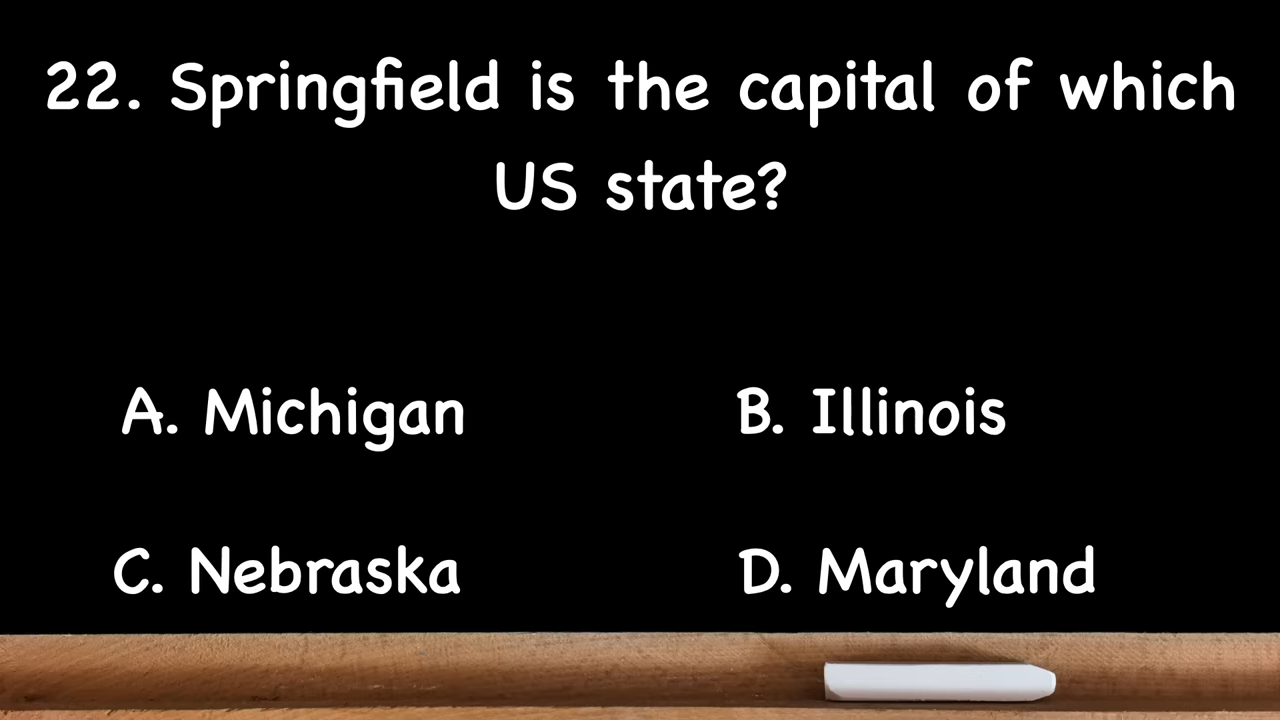 22. Springfield is the capital of which
US state?
A. Michigan
B. Illinois
C. Nebraska
D. Maryland